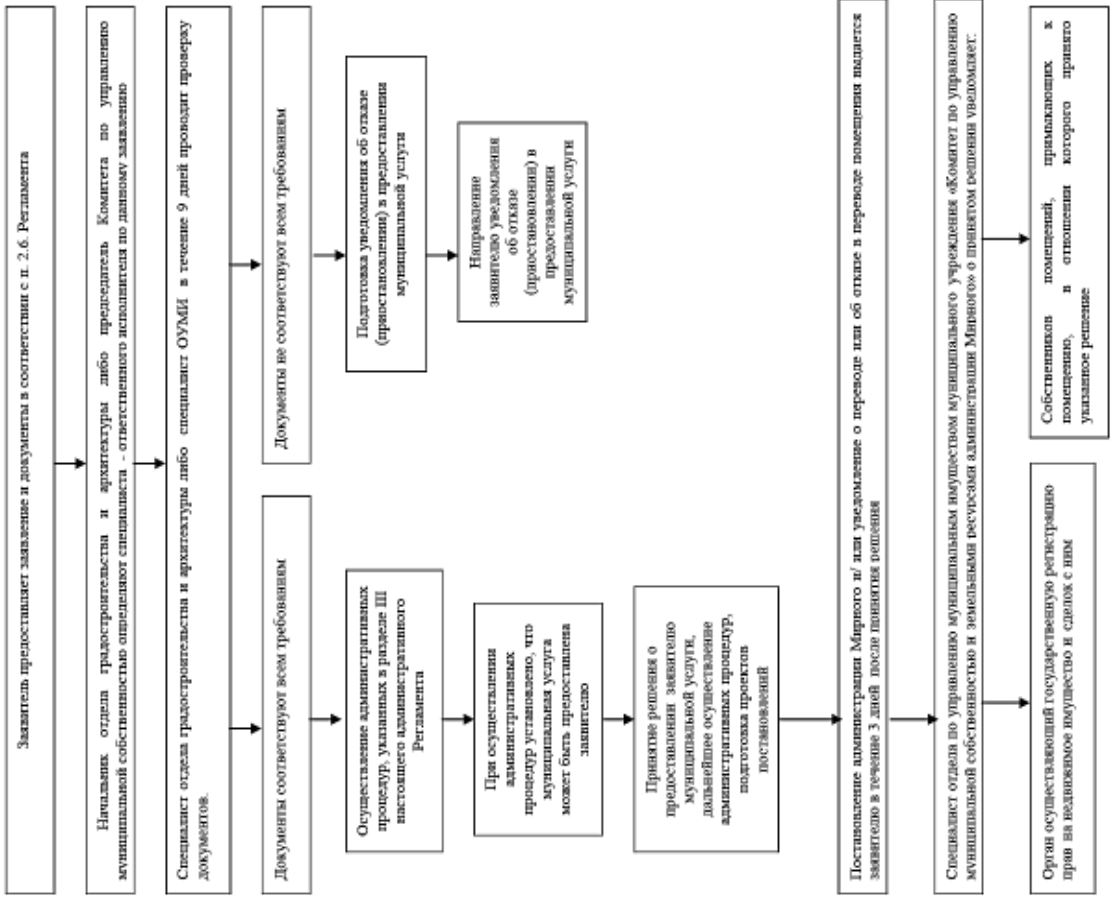 Заявитель предоставляет заявление и документы в соответствии с п. 2.6. Регламента
Начальник отдела градостроительства и архитектуры либо председатель Комитета по управлению
муниципальной собственностью определяют специалиста - ответственного исполнителя по данному заявлению
Специалист отдела градостроительства и архитектуры либо специалист ОУМИ в течение 9 дней проводит проверку
документов.
Документы соответствуют всем требованиям
Документы не соответствуют всем требованиям
Осуществление административных
процедур, указанных в разделе III
настоящего административного
Регламента
Подготовка уведомления об отказе
(приостановлении) в предоставлении
муниципальной услуги
При осуществлении
административных
процедур установлено, что
муниципальная услуга
может быть предоставлена
заявителю
Направление
заявителю уведомления
об отказе
(приостановлении) в
предоставлении
муниципальной услуги
Принятие решения о
предоставлении заявителю
муниципальной услуги,
дальнейшее осуществление
административных процедур,
подготовка проектов
постановлений
Постановление администрации Мирного и/ или уведомление о переводе или об отказе в переводе помещения выдается
заявителю в течение 3 дней после принятия решения
Специалист отдела по управлению муниципальным имуществом муниципального учреждения «Комитет по управлению
муниципальной собственностью и земельными ресурсами администрации Мирного» о принятом решении уведомляет:
Орган осуществляющий государственную регистрацию
прав на недвижимое имущество и сделок с ним
Собственников помещений, примыкающих к
помещению, в отношении которого принято
указанное решение